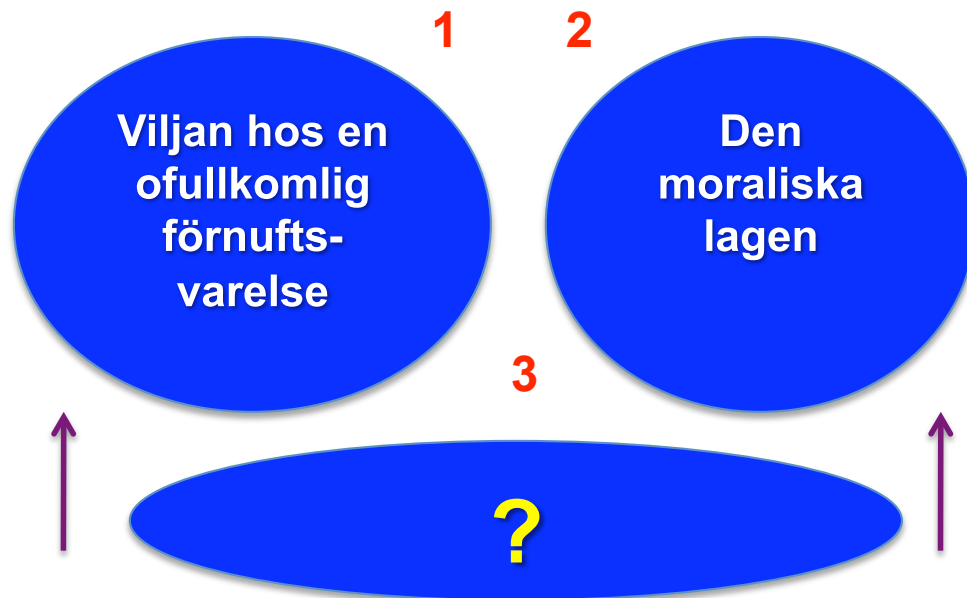 1
2
Viljan hos en
ofullkomlig
förnufts-
varelse
Den
moraliska
lagen
3
?